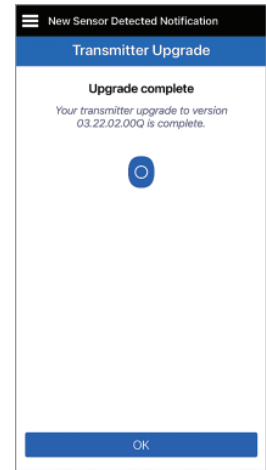 New Sensor Detected Notification
Transmitter Upgrade
Upgrade complete
Your transmitter upgrade to version
03.22.02.00Q is complete.
OK